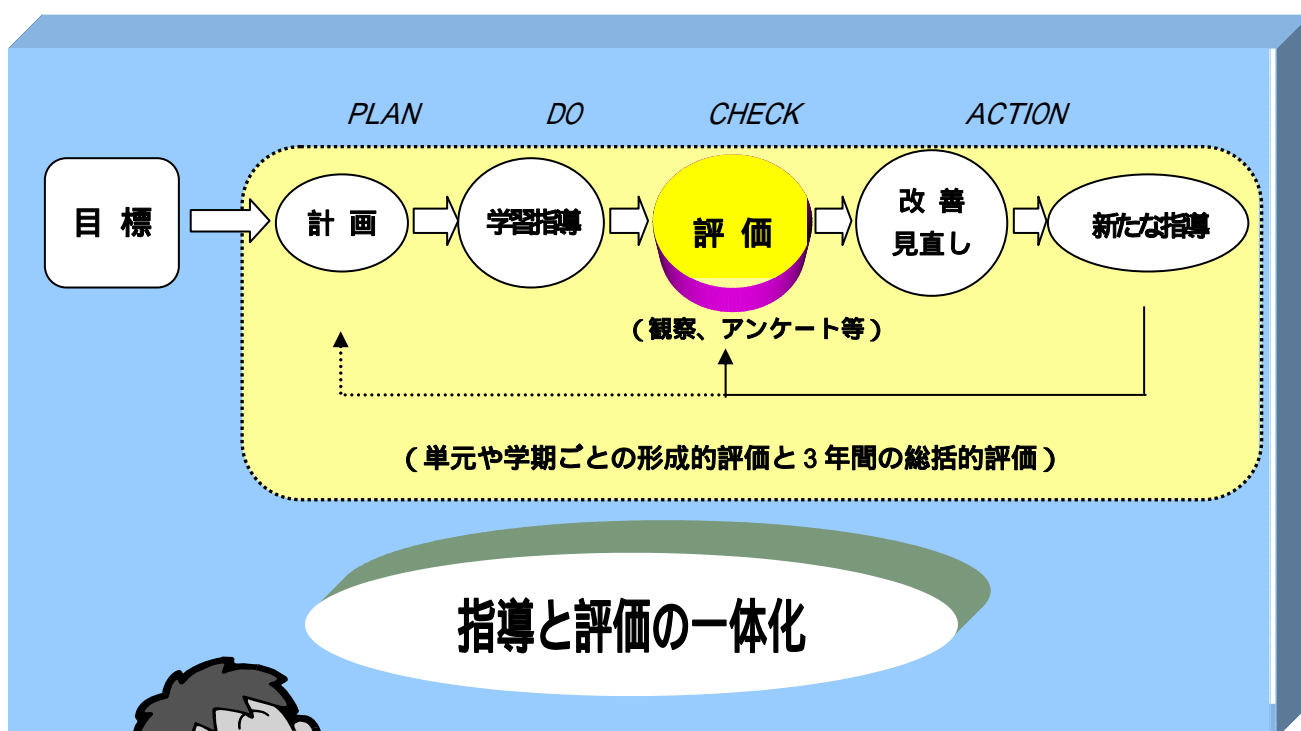 PLAN DO CHECK ACTION
目 標
計 画
学習指導
評 価
改 善
見直し
新たな指導
(観察、アンケート等)
(単元や学期ごとの形成的評価と3年間の総括的評価)
指導と評価の一体化